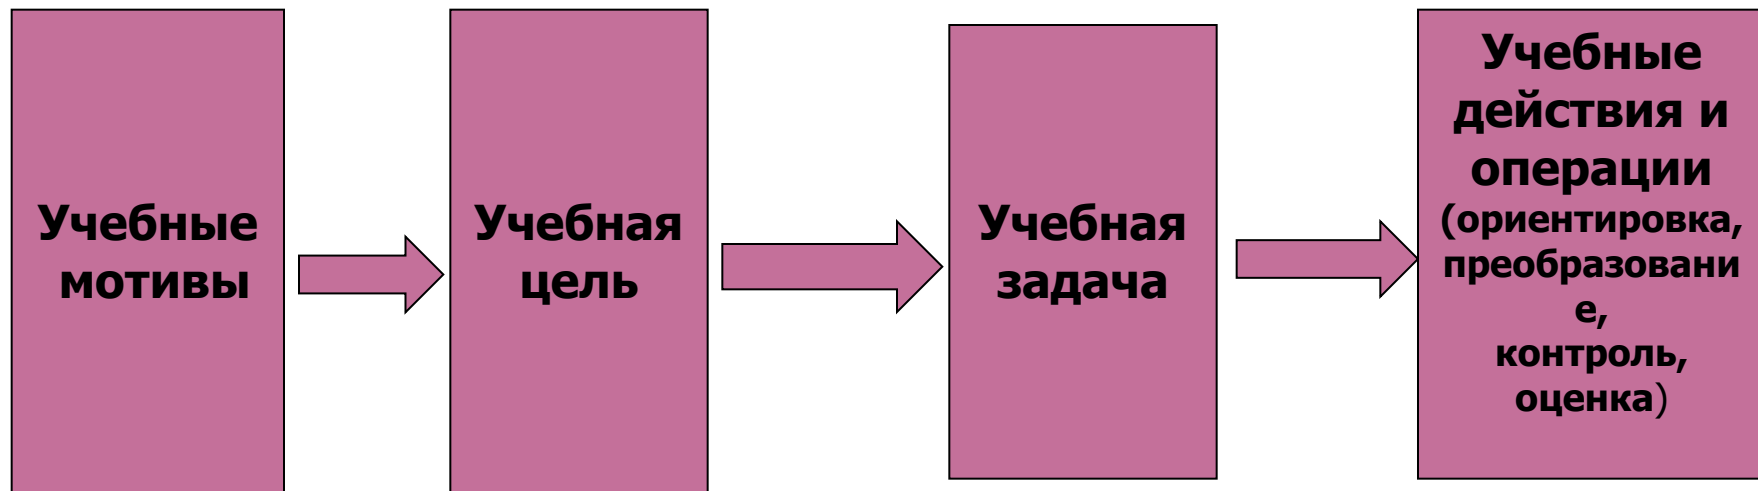 Учебные
мотивы
Учебная
цель
Учебная
задача
Учебные
действия и
операции
(ориентировка,
преобразовани
е,
контроль,
оценка)